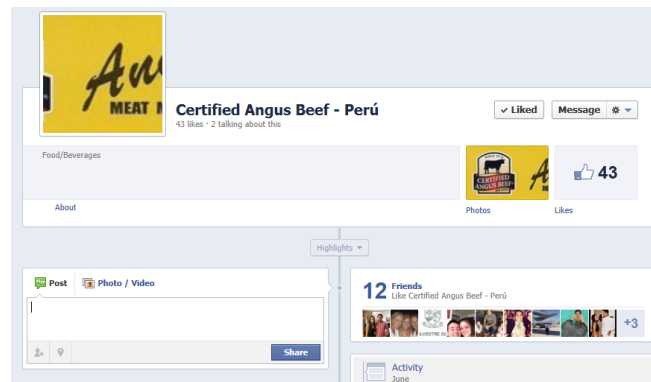 MEAT
Certified Angus Beef - Perú
43 likes · 2 talking about this
Liked
Message
Food/Beverages
CERTIFIED
ANGUS BEEF
43
About
Photos
Likes
Highlights
Post
Photo / Video
12 Friends
Like Certified Angus Beef - Perú
+3
Share
Activity
June